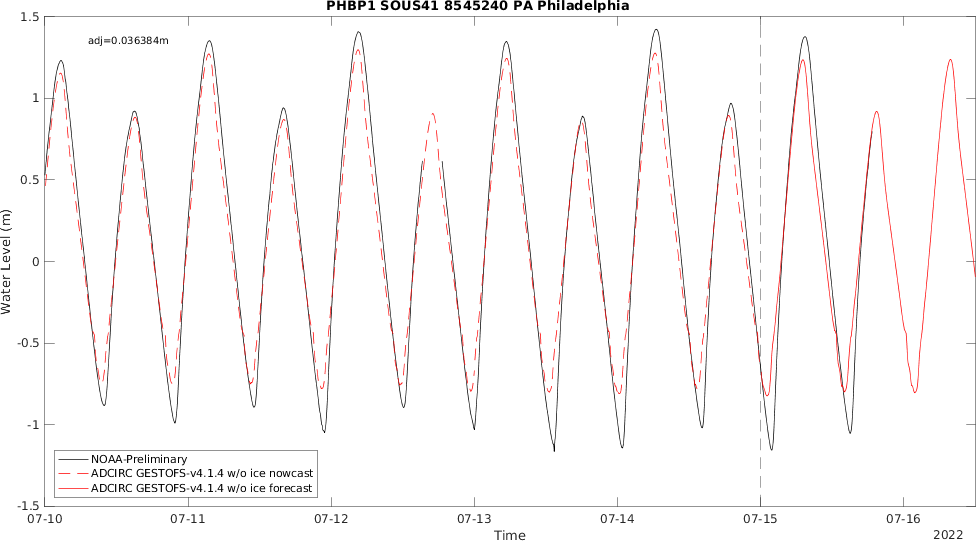 PHBP1 SOUS41 8545240 PA Philadelphia
adj=0.036384m
1.5
1
0.5
0
-0.5
-1
-1.5
Water Level (m)
NOAA-Preliminary
ADCIRC GESTOFS-v4.1.4 w/o ice nowcast
ADCIRC GESTOFS-v4.1.4 w/o ice forecast
07-10 07-11 07-12 07-13 07-14 07-15 07-16
Time
2022